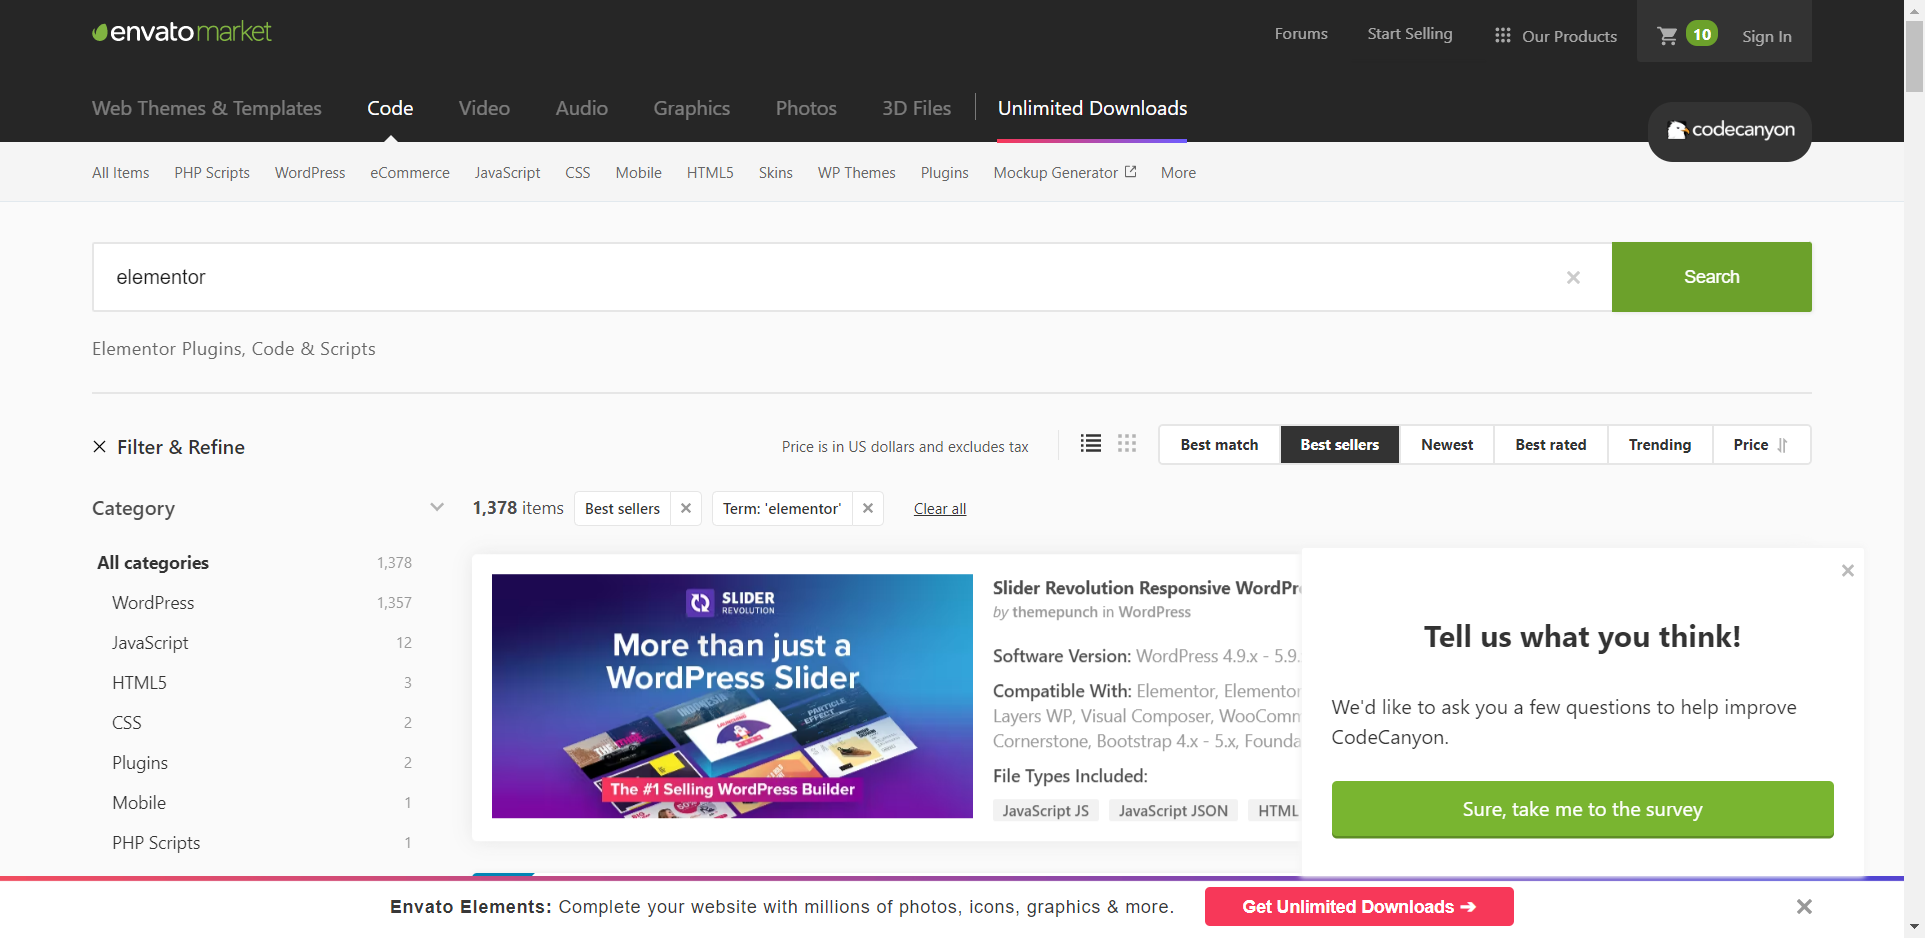 envato market
Forums
Start Selling
Our Products
10
Sign In
Web Themes & Templates
Code
Video
Audio
Graphics
Photos
3D Files
Unlimited Downloads
codecanyon
All Items
PHP Scripts
WordPress
eCommerce
JavaScript
CSS
Mobile
HTML5
Skins
WP Themes
Plugins
Mockup Generator
More
elementor
Search
Elementor Plugins, Code & Scripts
Filter & Refine
Price is in US dollars and excludes tax
Best match
Best sellers
Newest
Best rated
Trending
Price
Category
1,378 items
Best sellers
Term: 'elementor'
Clear all
All categories 1,378
WordPress 1,357
JavaScript 12
HTML5 3
CSS 2
Plugins 2
Mobile 1
PHP Scripts 1
SLIDER
REVOLUTION
More than just a
WordPress Slider
INDONESIA
PARTICLE
EFFECT
The #1 Selling WordPress Builder
Slider Revolution Responsive WordPre
by themepunch in WordPress
Software Version: WordPress 4.9.x - 5.9.
Compatible With: Elementor, Elementor
Layers WP, Visual Composer, WooComm
Cornerstone, Bootstrap 4.x - 5.x, Founda
File Types Included:
JavaScript JS
JavaScript JSON
HTML
Tell us what you think!
We'd like to ask you a few questions to help improve
CodeCanyon.
Sure, take me to the survey
Envato Elements: Complete your website with millions of photos, icons, graphics & more.
Get Unlimited Downloads ➔